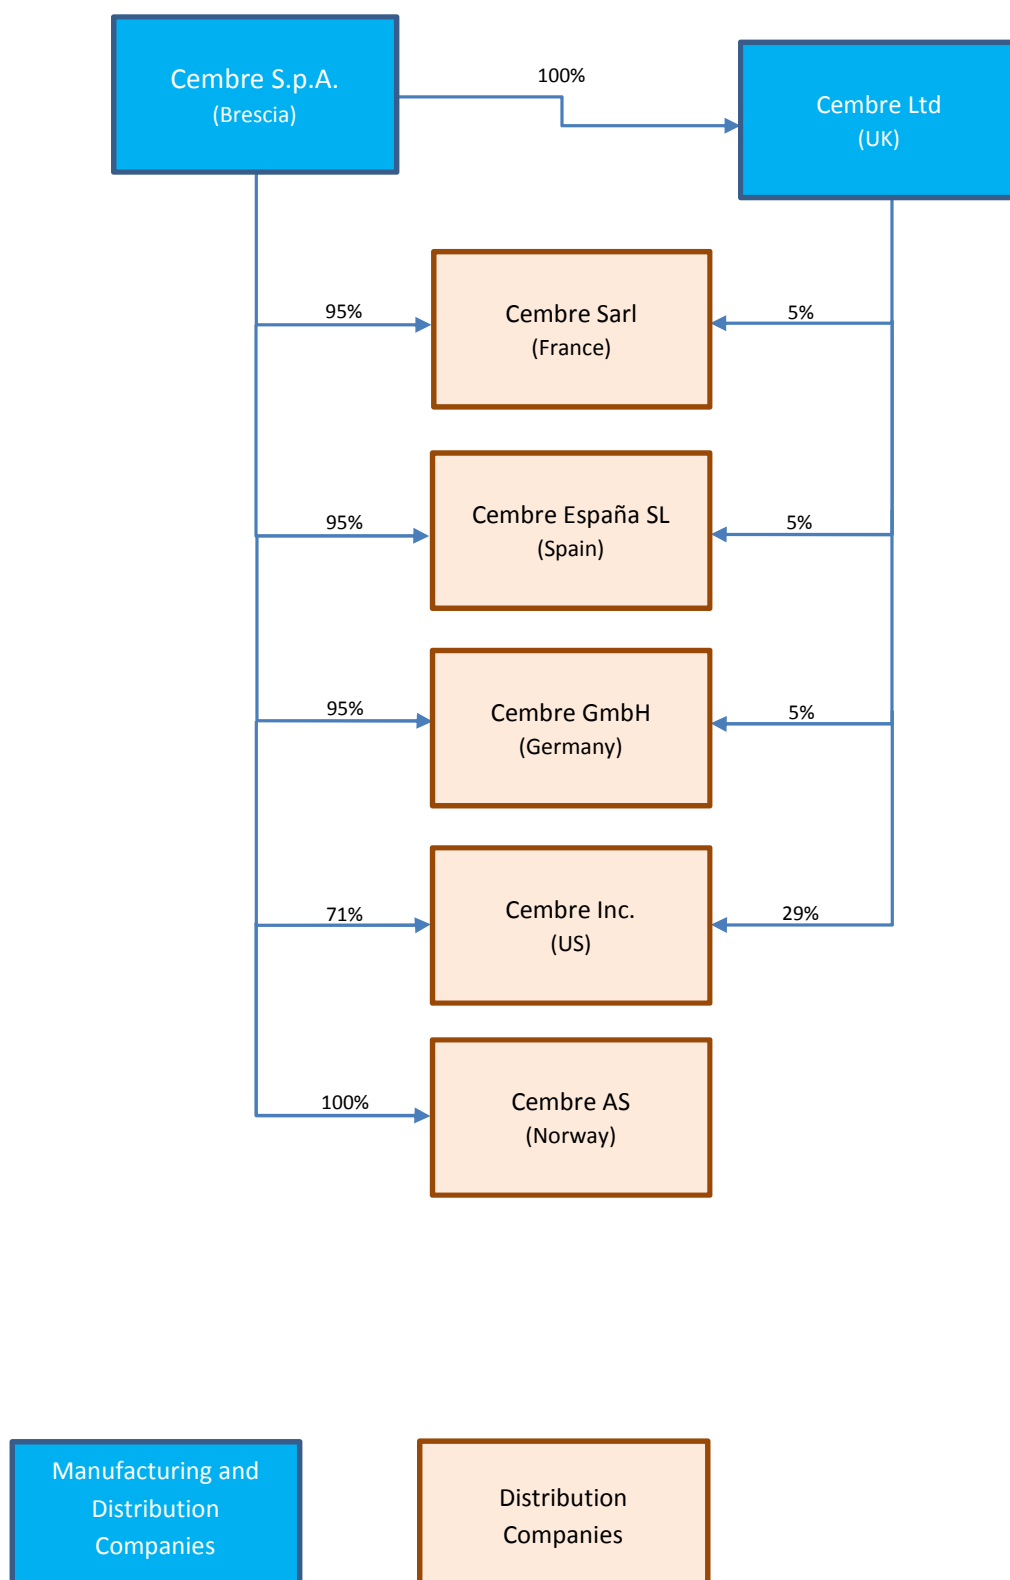 Cembre S.p.A.
(Brescia)
100%
Cembre Ltd
(UK)
95%
Cembre Sarl
(France)
5%
95%
Cembre España SL
(Spain)
5%
95%
Cembre GmbH
(Germany)
5%
71%
Cembre Inc.
(US)
29%
100%
Cembre AS
(Norway)
Manufacturing and
Distribution
Companies
Distribution
Companies